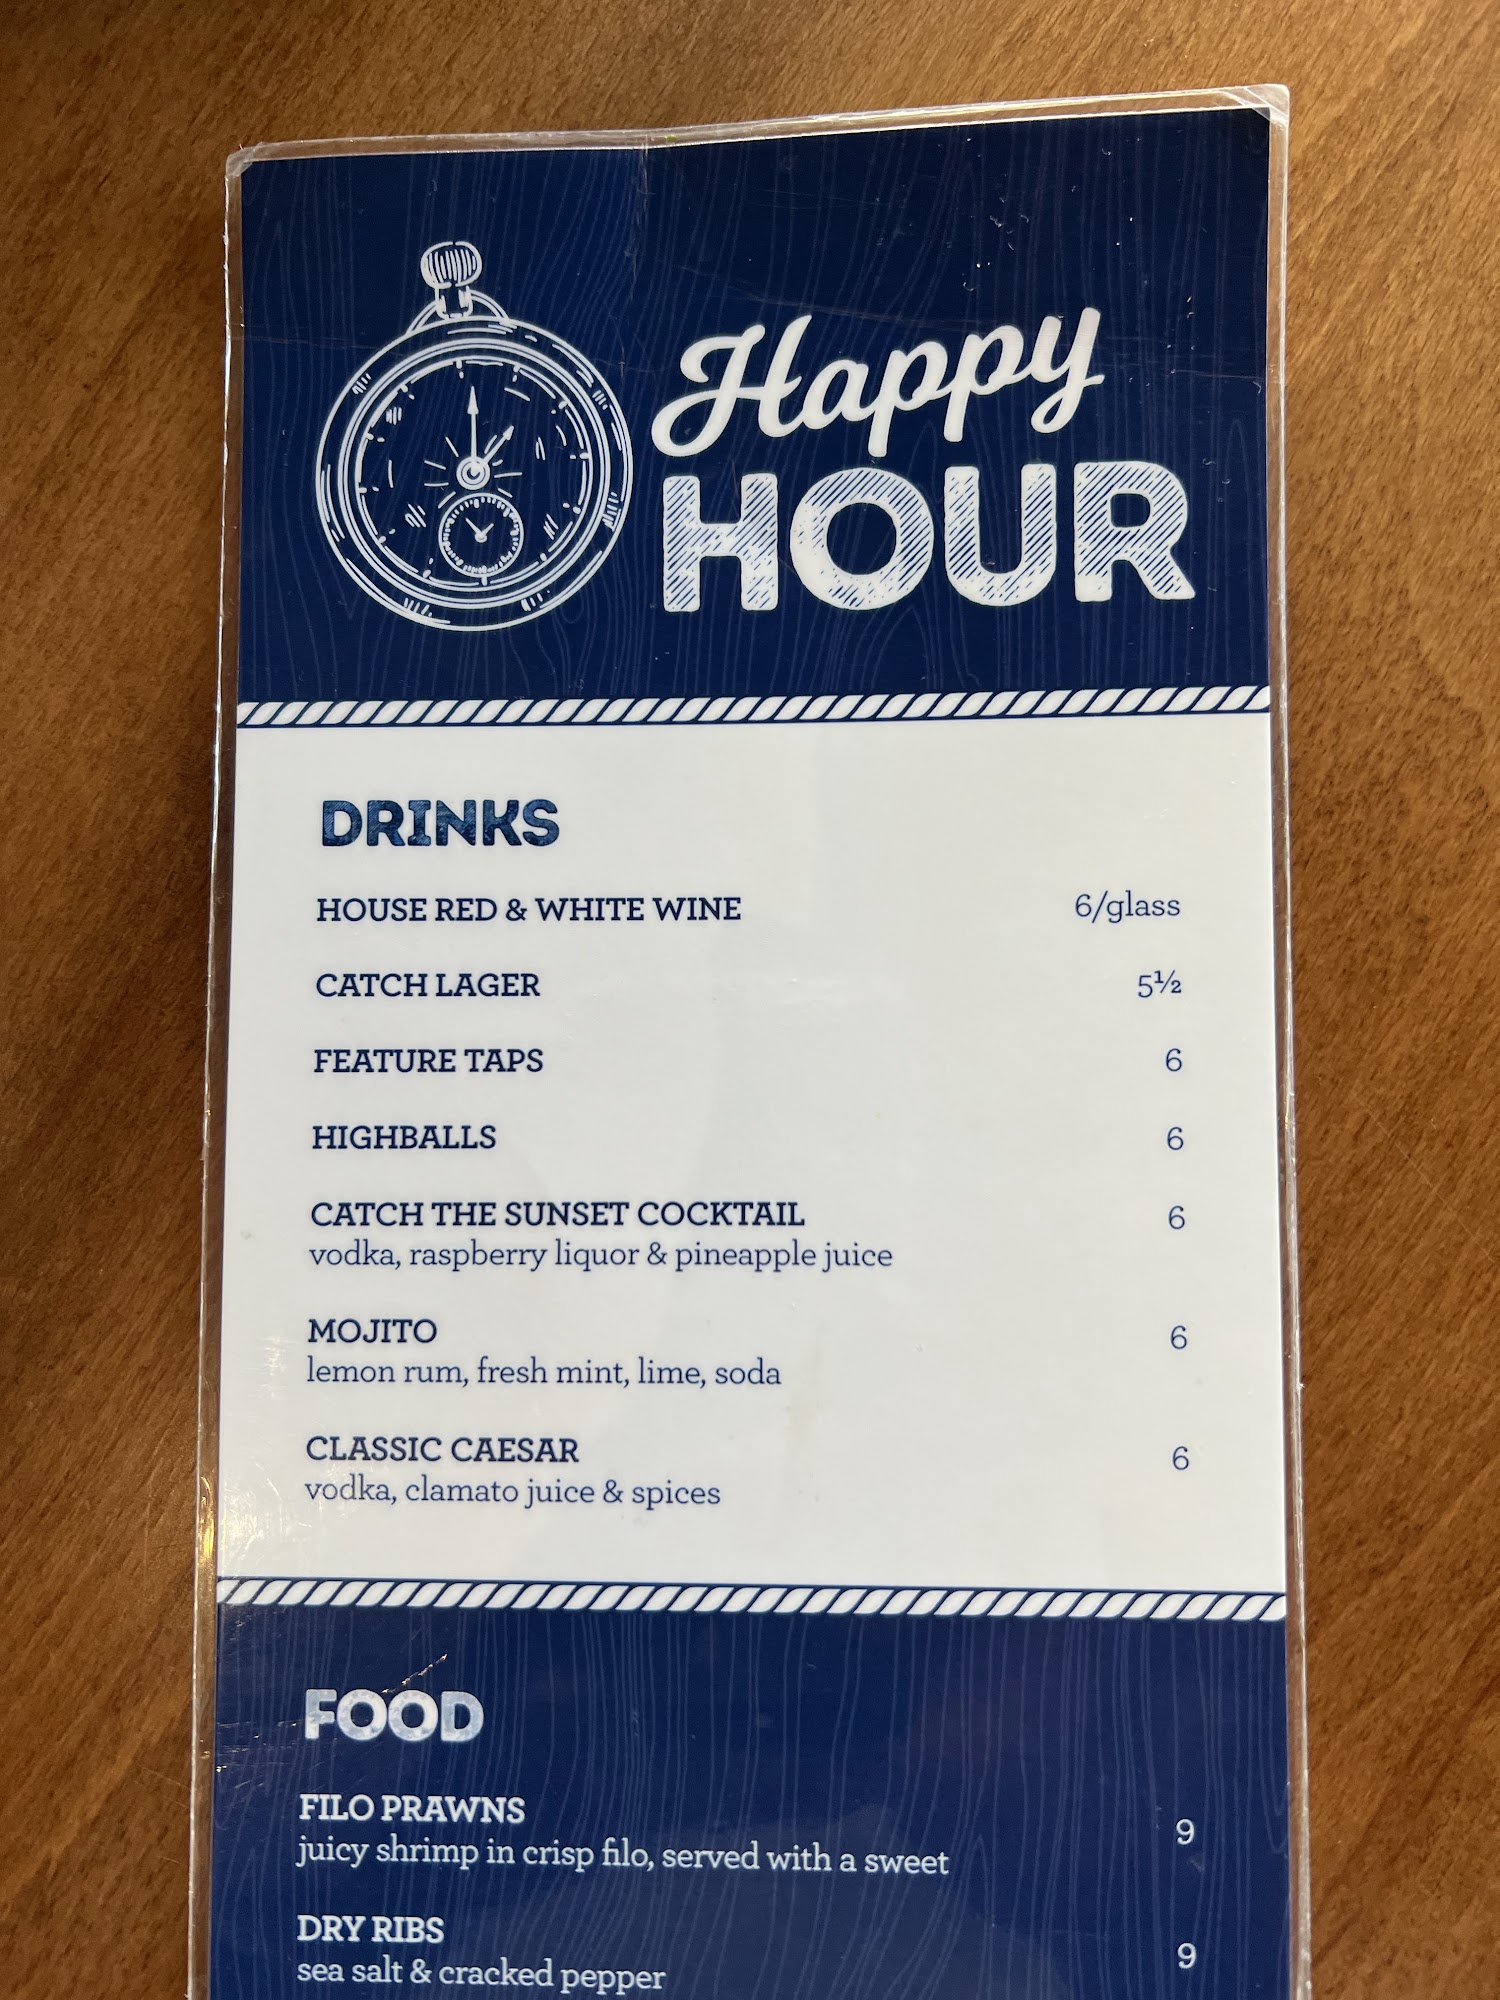 Happy
HOUR
DRINKS
HOUSE RED & WHITE WINE 6/glass
CATCH LAGER 5½
FEATURE TAPS 6
HIGHBALLS 6
CATCH THE SUNSET COCKTAIL 6
vodka, raspberry liquor & pineapple juice
MOJITO 6
lemon rum, fresh mint, lime, soda
CLASSIC CAESAR 6
vodka, clamato juice & spices
FOOD
FILO PRAWNS 9
juicy shrimp in crisp filo, served with a sweet
DRY RIBS 9
sea salt & cracked pepper